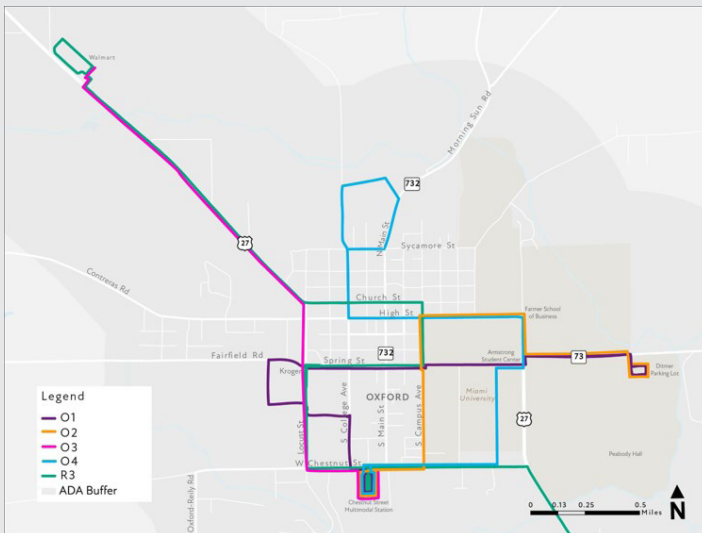 Walmart
Morning Sun Rd
732
N Main St
Sycamore St
27
Contreras Rd
Church St
High St
Farmer School
of Business
Fairfield Rd
Spring St
732
Armstrong
Student Center
73
Kroger
Ditmer
Parking Lot
Legend
O1
O2
O3
O4
R3
ADA Buffer
Locust St
S College Ave
OXFORD
S Main St
S Campus Ave
Miami
University
27
W Chestnut St
Peabody Hall
Oxford-Reily Rd
Chestnut Street
Multimodal Station
0 0.13 0.25 0.5
Miles
N